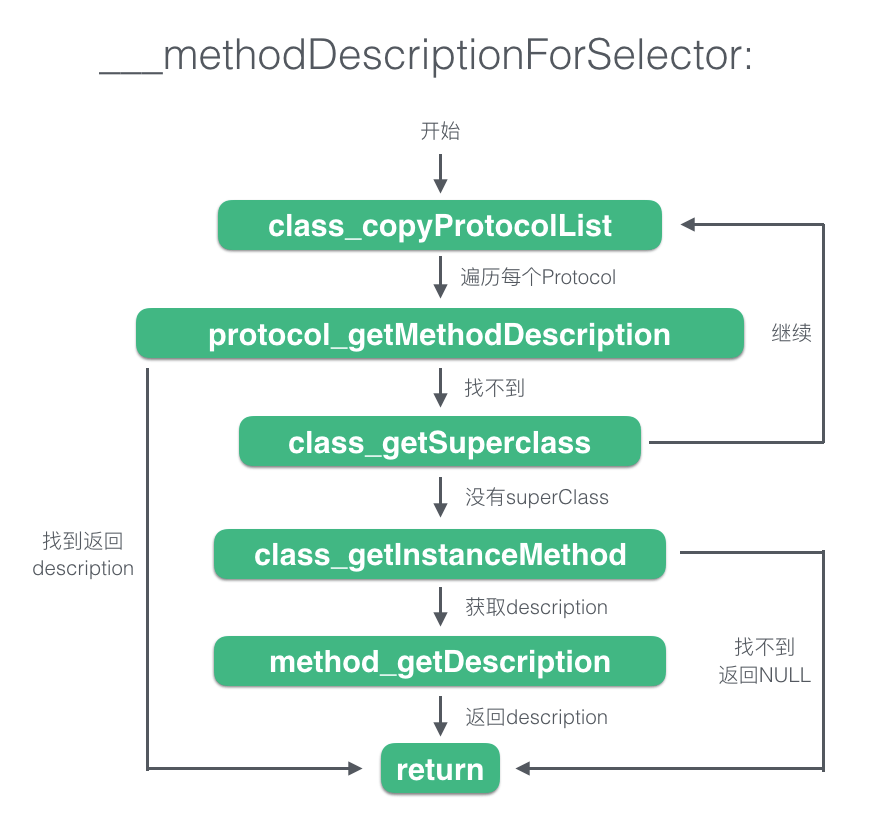 ___methodDescriptionForSelector:
开始
class_copyProtocolList
遍历每个Protocol
protocol_getMethodDescription
继续
找不到
class_getSuperclass
没有superClass
找到返回
description
class_getInstanceMethod
获取description
method_getDescription
找不到
返回NULL
返回description
return